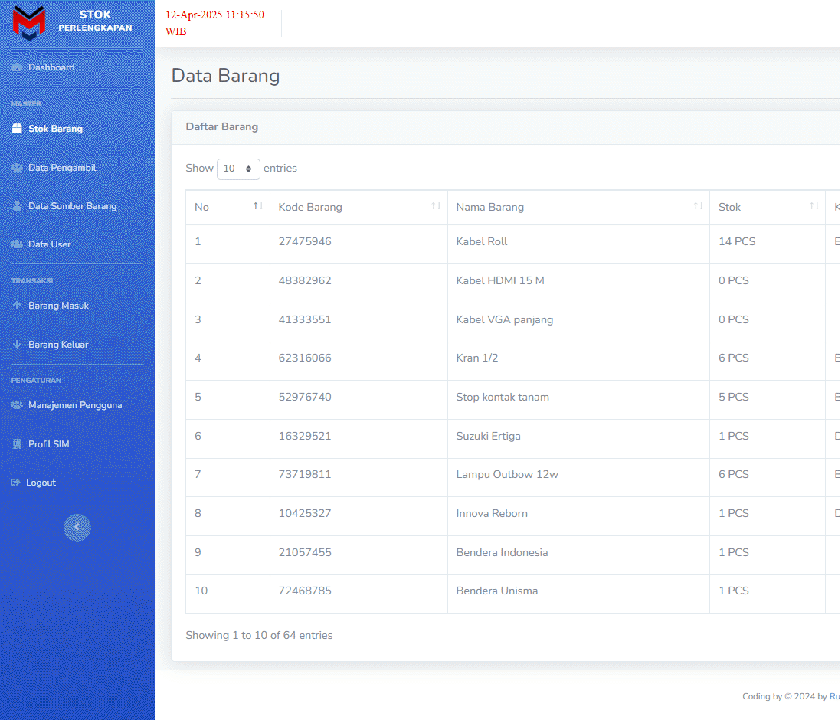 STOK
PERLENGKAPAN
12-Apr-2025 11:15:50
WIB
Dashboard
MASTER
Stok Barang
Data Pengambil
Data Sumber Barang
Data User
TRANSAKSI
Barang Masuk
Barang Keluar
PENGATURAN
Manajemen Pengguna
Profil SIM
Logout
Data Barang
Daftar Barang
Show 10 entries
No Kode Barang Nama Barang Stok K
1 27475946 Kabel Roll 14 PCS
2 48382962 Kabel HDMI 15 M 0 PCS
3 41333551 Kabel VGA panjang 0 PCS
4 62316066 Kran 1/2 6 PCS
5 52976740 Stop kontak tanam 5 PCS
6 16329521 Suzuki Ertiga 1 PCS
7 73719811 Lampu Outbow 12w 6 PCS
8 10425327 Innova Reborn 1 PCS
9 21057455 Bendera Indonesia 1 PCS
10 72468785 Bendera Unisma 1 PCS
Showing 1 to 10 of 64 entries
Coding by © 2024 by Ru